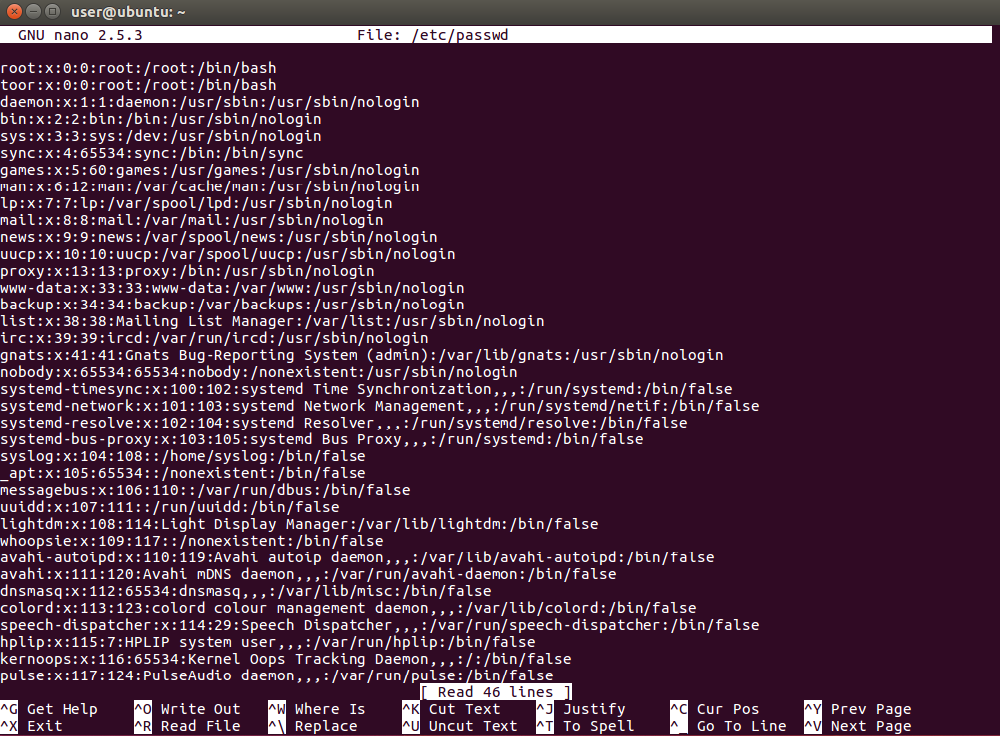 user@ubuntu: ~
GNU nano 2.5.3 File: /etc/passwd
root:x:0:0:root:/root:/bin/bash
toor:x:0:0:root:/root:/bin/bash
daemon:x:1:1:daemon:/usr/sbin:/usr/sbin/nologin
bin:x:2:2:bin:/bin:/usr/sbin/nologin
sys:x:3:3:sys:/dev:/usr/sbin/nologin
sync:x:4:65534:sync:/bin:/bin/sync
games:x:5:60:games:/usr/games:/usr/sbin/nologin
man:x:6:12:man:/var/cache/man:/usr/sbin/nologin
lp:x:7:7:lp:/var/spool/lpd:/usr/sbin/nologin
mail:x:8:8:mail:/var/mail:/usr/sbin/nologin
news:x:9:9:news:/var/spool/news:/usr/sbin/nologin
uucp:x:10:10:uucp:/var/spool/uucp:/usr/sbin/nologin
proxy:x:13:13:proxy:/bin:/usr/sbin/nologin
www-data:x:33:33:www-data:/var/www:/usr/sbin/nologin
backup:x:34:34:backup:/var/backups:/usr/sbin/nologin
list:x:38:38:Mailing List Manager:/var/list:/usr/sbin/nologin
irc:x:39:39:ircd:/var/run/ircd:/usr/sbin/nologin
gnats:x:41:41:Gnats Bug-Reporting System (admin):/var/lib/gnats:/usr/sbin/nologin
nobody:x:65534:65534:nobody:/nonexistent:/usr/sbin/nologin
systemd-timesync:x:100:102:systemd Time Synchronization,,,:/run/systemd:/bin/false
systemd-network:x:101:103:systemd Network Management,,,:/run/systemd/netif:/bin/false
systemd-resolve:x:102:104:systemd Resolver,,,:/run/systemd/resolve:/bin/false
systemd-bus-proxy:x:103:105:systemd Bus Proxy,,,:/run/systemd:/bin/false
syslog:x:104:108::/home/syslog:/bin/false
_apt:x:105:65534::/nonexistent:/bin/false
messagebus:x:106:110::/var/run/dbus:/bin/false
uuidd:x:107:111::/run/uuidd:/bin/false
lightdm:x:108:114:Light Display Manager:/var/lib/lightdm:/bin/false
whoopsie:x:109:117::/nonexistent:/bin/false
avahi-autoipd:x:110:119:Avahi autoip daemon,,,:/var/lib/avahi-autoipd:/bin/false
avahi:x:111:120:Avahi mDNS daemon,,,:/var/run/avahi-daemon:/bin/false
dnsmasq:x:112:65534:dnsmasq,,,:/var/lib/misc:/bin/false
colord:x:113:123:colord colour management daemon,,,:/var/lib/colord:/bin/false
speech-dispatcher:x:114:29:Speech Dispatcher,,,:/var/run/speech-dispatcher:/bin/false
hplip:x:115:7:HPLIP system user,,,:/var/run/hplip:/bin/false
kernoops:x:116:65534:Kernel Oops Tracking Daemon,,,:/:/bin/false
pulse:x:117:124:PulseAudio daemon,,,:/var/run/pulse:/bin/false
[ Read 46 lines ]
^G Get Help ^O Write Out ^W Where Is ^K Cut Text ^J Justify ^C Cur Pos ^Y Prev Page
^X Exit ^R Read File ^\ Replace ^U Uncut Text ^T To Spell ^_ Go To Line ^V Next Page